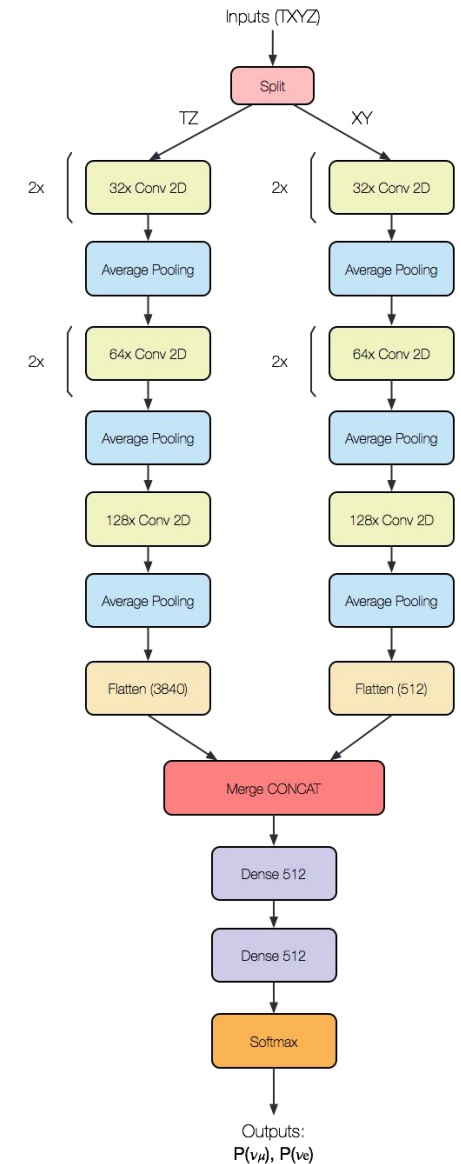 Inputs (TXYZ)
Split
TZ
XY
2x
32x Conv 2D
2x
32x Conv 2D
Average Pooling
Average Pooling
2x
64x Conv 2D
2x
64x Conv 2D
Average Pooling
Average Pooling
128x Conv 2D
128x Conv 2D
Average Pooling
Average Pooling
Flatten (3840)
Flatten (512)
Merge CONCAT
Dense 512
Dense 512
Softmax
Outputs:
P(νμ), P(νe)